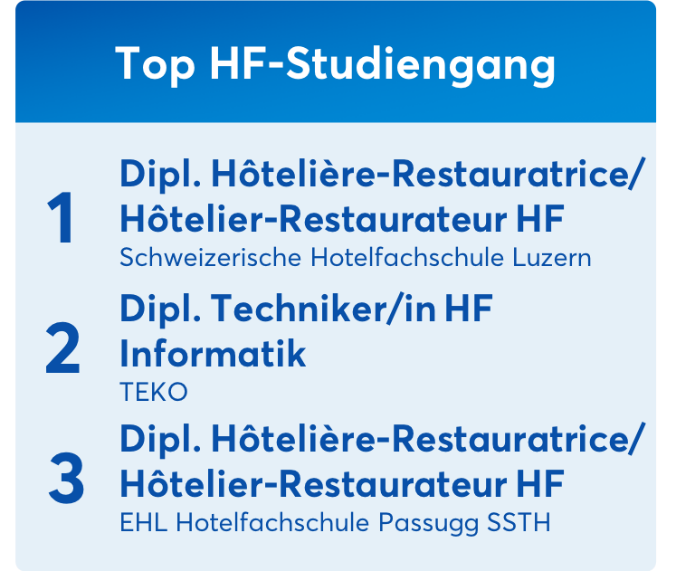 Top HF-Studiengang
1
Dipl. Hôtelière-Restauratrice/
Hôtelier-Restaurateur HF
Schweizerische Hotelfachschule Luzern
2
Dipl. Techniker/in HF
Informatik
TEKO
3
Dipl. Hôtelière-Restauratrice/
Hôtelier-Restaurateur HF
EHL Hotelfachschule Passugg SSTH